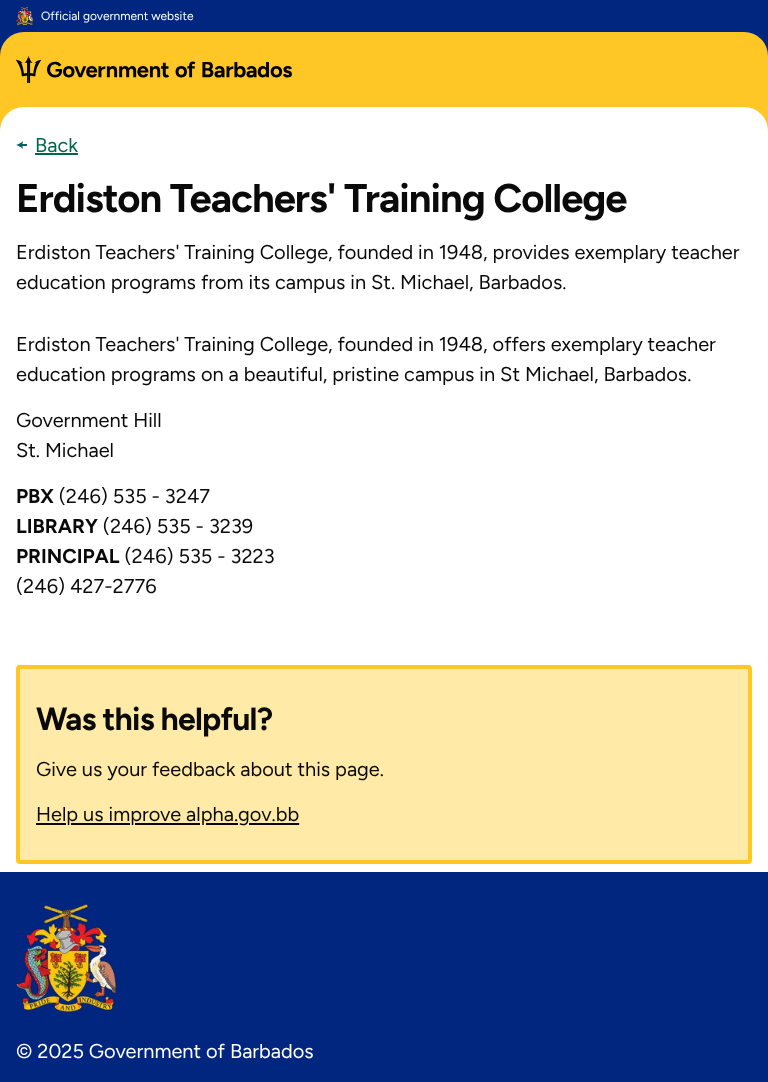 Official government website
Government of Barbados
Back
Erdiston Teachers' Training College
Erdiston Teachers' Training College, founded in 1948, provides exemplary teacher
education programs from its campus in St. Michael, Barbados.
Erdiston Teachers' Training College, founded in 1948, offers exemplary teacher
education programs on a beautiful, pristine campus in St Michael, Barbados.
Government Hill
St. Michael
PBX (246) 535 - 3247
LIBRARY (246) 535 - 3239
PRINCIPAL (246) 535 - 3223
(246) 427-2776
Was this helpful?
Give us your feedback about this page.
Help us improve alpha.gov.bb
PRIDE AND INDUSTRY
© 2025 Government of Barbados